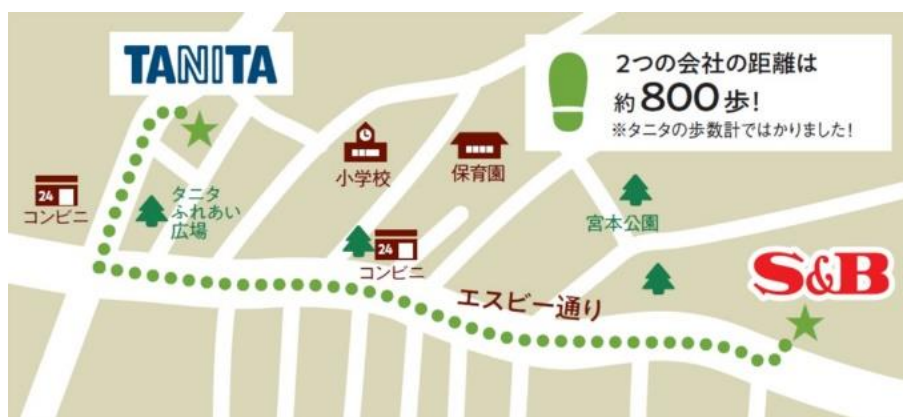 TANITA
2つの会社の距離は
約800歩!
※タニタの歩数計ではかりました!
小学校
保育園
24
コンビニ
タニタ
ふれあい
広場
宮本公園
24
コンビニ
エスビー通り
S&B